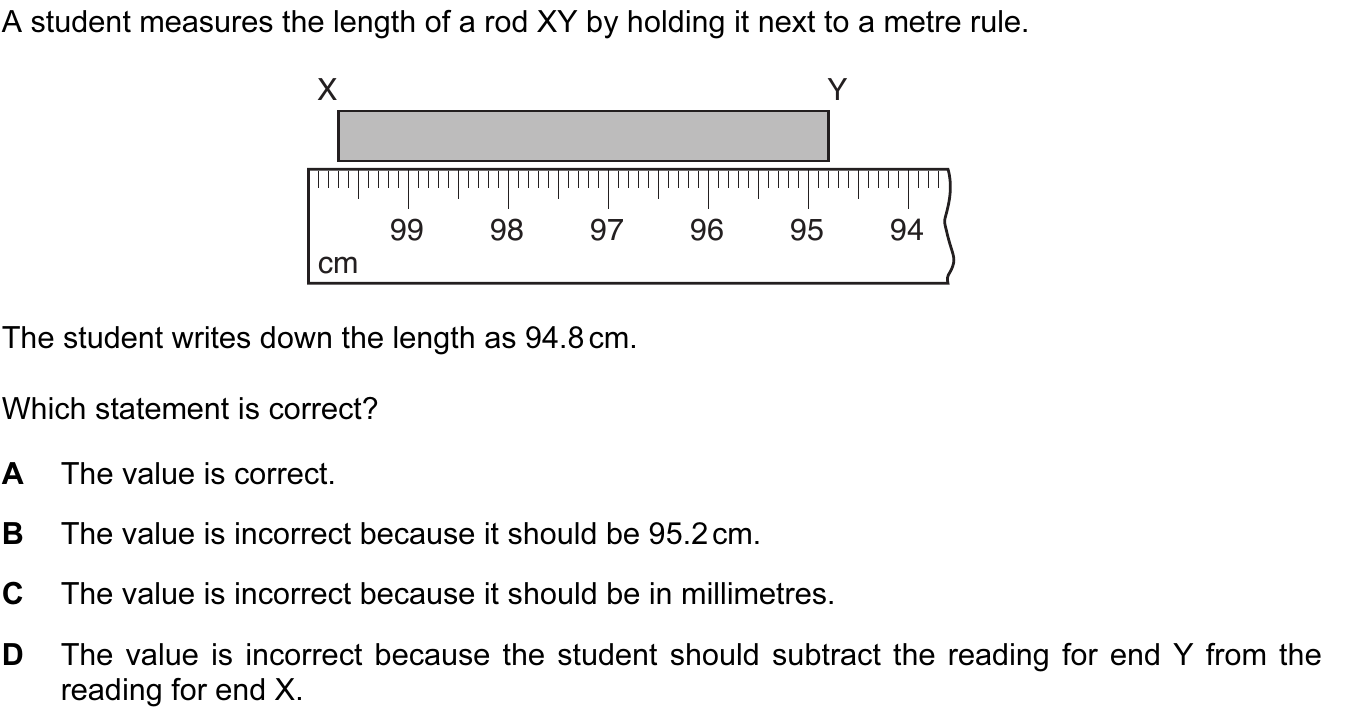 A student measures the length of a rod XY by holding it next to a metre rule.
X Y
99 98 97 96 95 94
cm
The student writes down the length as 94.8 cm.
Which statement is correct?
A The value is correct.
B The value is incorrect because it should be 95.2 cm.
C The value is incorrect because it should be in millimetres.
D The value is incorrect because the student should subtract the reading for end Y from the
reading for end X.